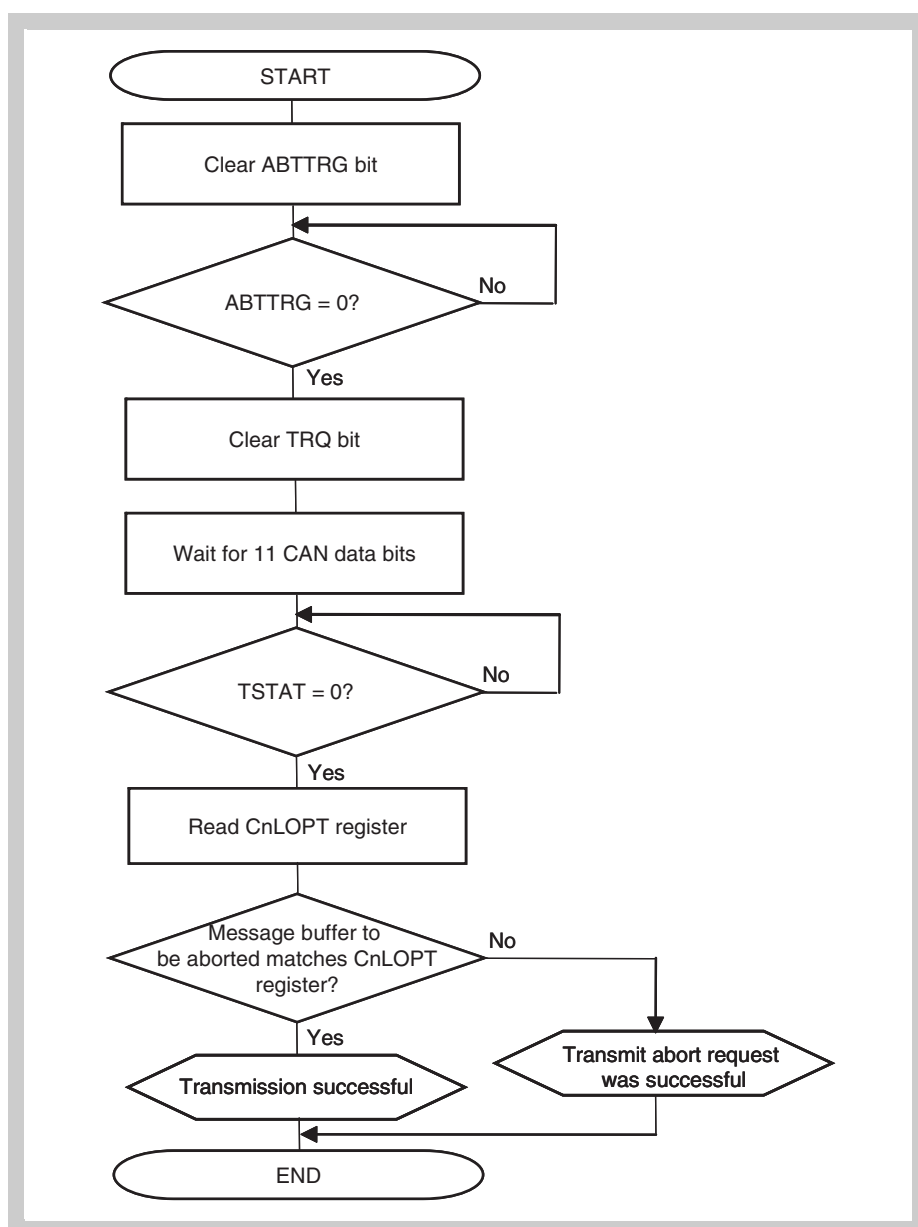 START
Clear ABTTRG bit
No
ABTTRG = 0?
Yes
Clear TRQ bit
Wait for 11 CAN data bits
No
TSTAT = 0?
Yes
Read CnLOPT register
Message buffer to
be aborted matches CnLOPT
register?
No
Yes
Transmission successful
Transmit abort request
was successful
END